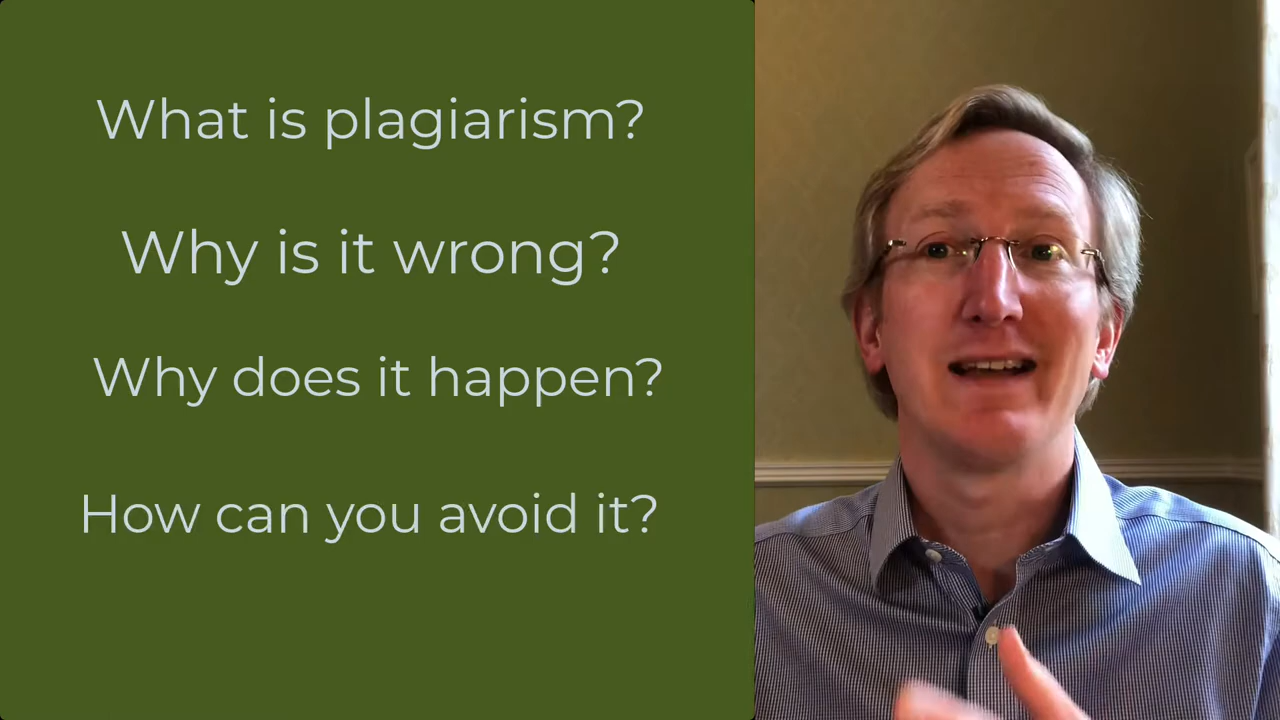 What is plagiarism?
Why is it wrong?
Why does it happen?
How can you avoid it?